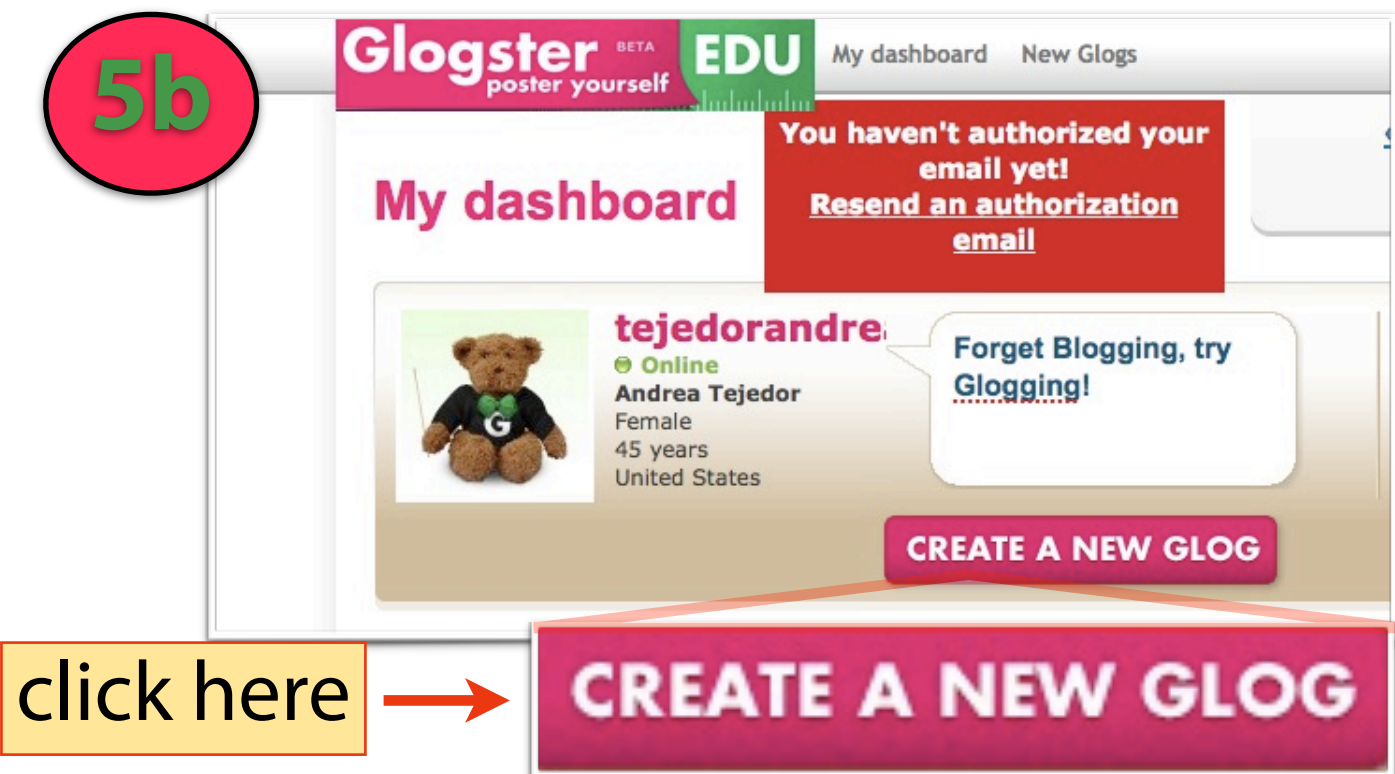 5b
Glogster BETA EDU
poster yourself
My dashboard New Glogs
You haven't authorized your
email yet!
Resend an authorization
email
My dashboard
tejedorandre
Online
Andrea Tejedor
Female
45 years
United States
Forget Blogging, try
Glogging!
G
CREATE A NEW GLOG
click here
CREATE A NEW GLOG